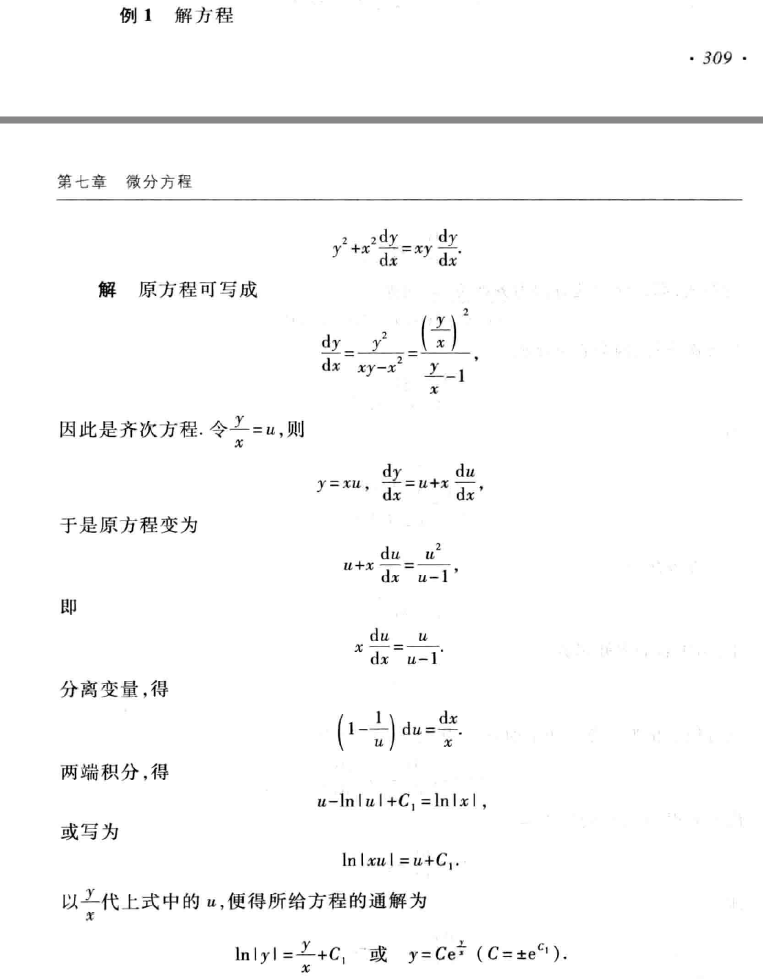 例 1 解方程
· 309 ·
第七章 微分方程
$y^2+x^2\frac{dy}{dx}=xy\frac{dy}{dx}.$
解 原方程可写成
$\frac{dy}{dx}=\frac{y^2}{xy-x^2}=\frac{\left(\frac{y}{x}\right)^2}{\frac{y}{x}-1},$
因此是齐次方程. 令$\frac{y}{x}=u$,则
$y=xu, \frac{dy}{dx}=u+x\frac{du}{dx},$
于是原方程变为
$u+x\frac{du}{dx}=\frac{u^2}{u-1},$
即
$x\frac{du}{dx}=\frac{u}{u-1}.$
分离变量,得
$\left(1-\frac{1}{u}\right)du=\frac{dx}{x}.$
两端积分,得
$u-\ln|u|+C_1=\ln|x|,$
或写为
$\ln|xu|=u+C_1.$
以$\frac{y}{x}$代上式中的 u,便得所给方程的通解为
$\ln|y|=\frac{y}{x}+C_1$ 或 $y=Ce^{\frac{y}{x}}$ ($C=\pm e^{C_1}$).